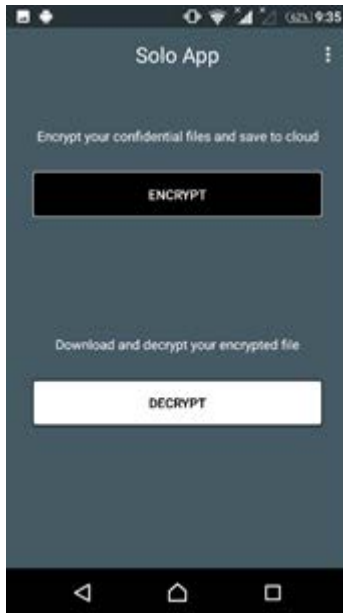 62% 9:35
Solo App
Encrypt your confidential files and save to cloud
ENCRYPT
Download and decrypt your encrypted file
DECRYPT